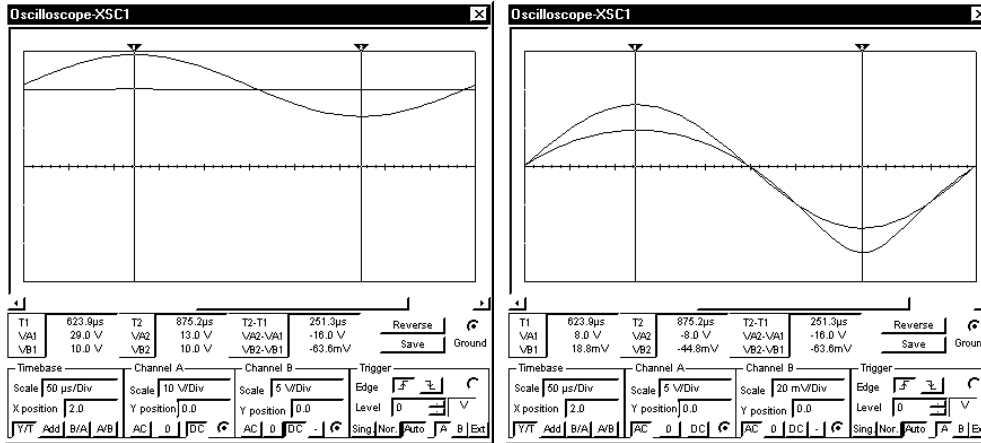 Oscilloscope-XSC1
1
2
T1 623.9µs T2 875.2µs T2-T1 251.3µs Reverse
VA1 29.0 V VA2 13.0 V VA2-VA1 -16.0 V
VB1 10.0 V VB2 10.0 V VB2-VB1 -63.6mV Save Ground
Timebase Channel A Channel B Trigger
Scale 50 µs/Div Scale 10 V/Div Scale 5 V/Div Edge
X position 2.0 Y position 0.0 Y position 0.0 Level 0 V
Y/T Add B/A A/B AC 0 DC AC 0 DC - Sing. Nor. Auto A B Ext
Oscilloscope-XSC1
1
2
T1 623.9µs T2 875.2µs T2-T1 251.3µs Reverse
VA1 8.0 V VA2 -8.0 V VA2-VA1 -16.0 V
VB1 18.8mV VB2 -44.8mV VB2-VB1 -63.6mV Save Ground
Timebase Channel A Channel B Trigger
Scale 50 µs/Div Scale 5 V/Div Scale 20 mV/Div Edge
X position 2.0 Y position 0.0 Y position 0.0 Level 0 V
Y/T Add B/A A/B AC 0 DC AC 0 DC - Sing. Nor. Auto A B Ext